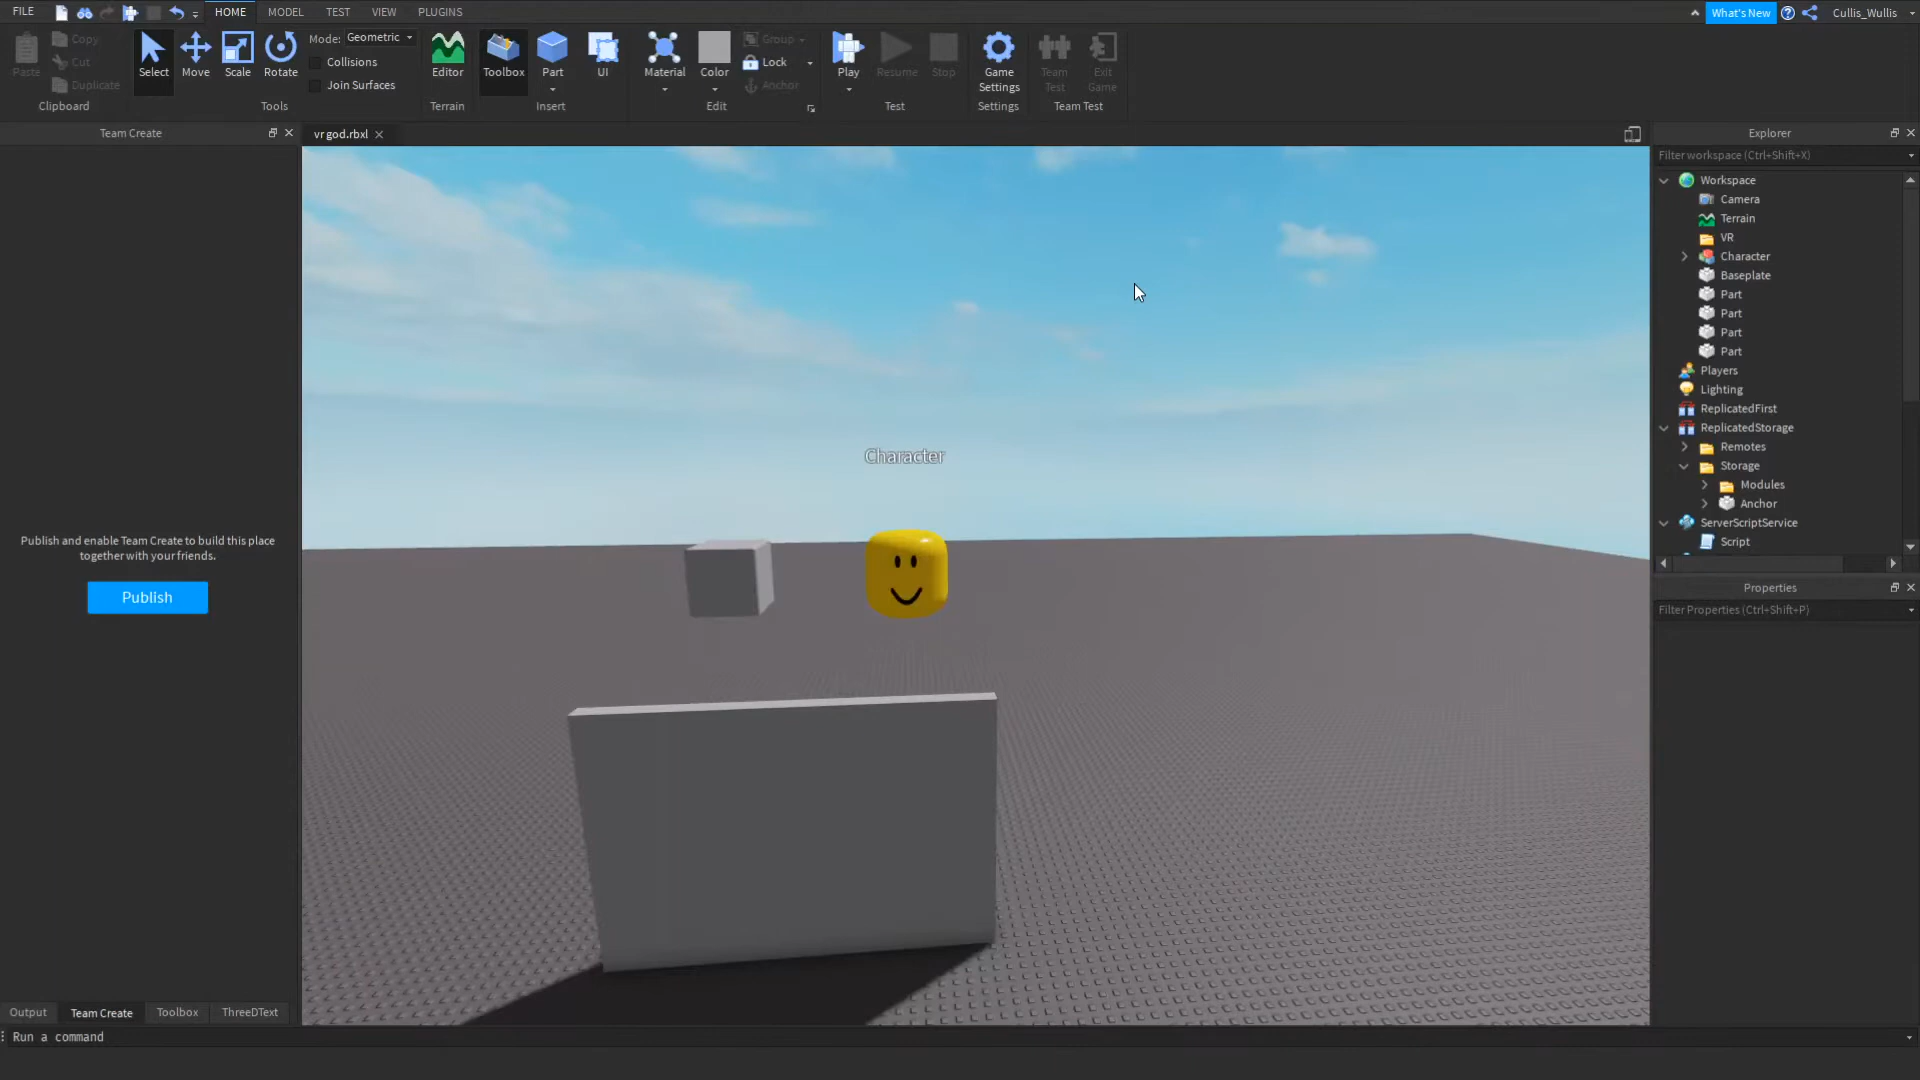 FILE
HOME
MODEL
TEST
VIEW
PLUGINS
What's New
Cullis_Wullis
Paste
Copy
Cut
Duplicate
Clipboard
Select
Move
Scale
Rotate
Mode: Geometric
Collisions
Join Surfaces
Tools
Editor
Terrain
Toolbox
Part
UI
Insert
Material
Color
Group
Lock
Anchor
Edit
Play
Resume
Stop
Test
Game
Settings
Settings
Team
Test
Exit
Game
Team Test
Team Create
vr god.rbxl
Explorer
Filter workspace (Ctrl+Shift+X)
Workspace
Camera
Terrain
VR
Character
Baseplate
Part
Part
Part
Part
Players
Lighting
ReplicatedFirst
ReplicatedStorage
Remotes
Storage
Modules
Anchor
ServerScriptService
Script
Character
Publish and enable Team Create to build this place
together with your friends.
Publish
Properties
Filter Properties (Ctrl+Shift+P)
Output
Team Create
Toolbox
ThreeDText
Run a command